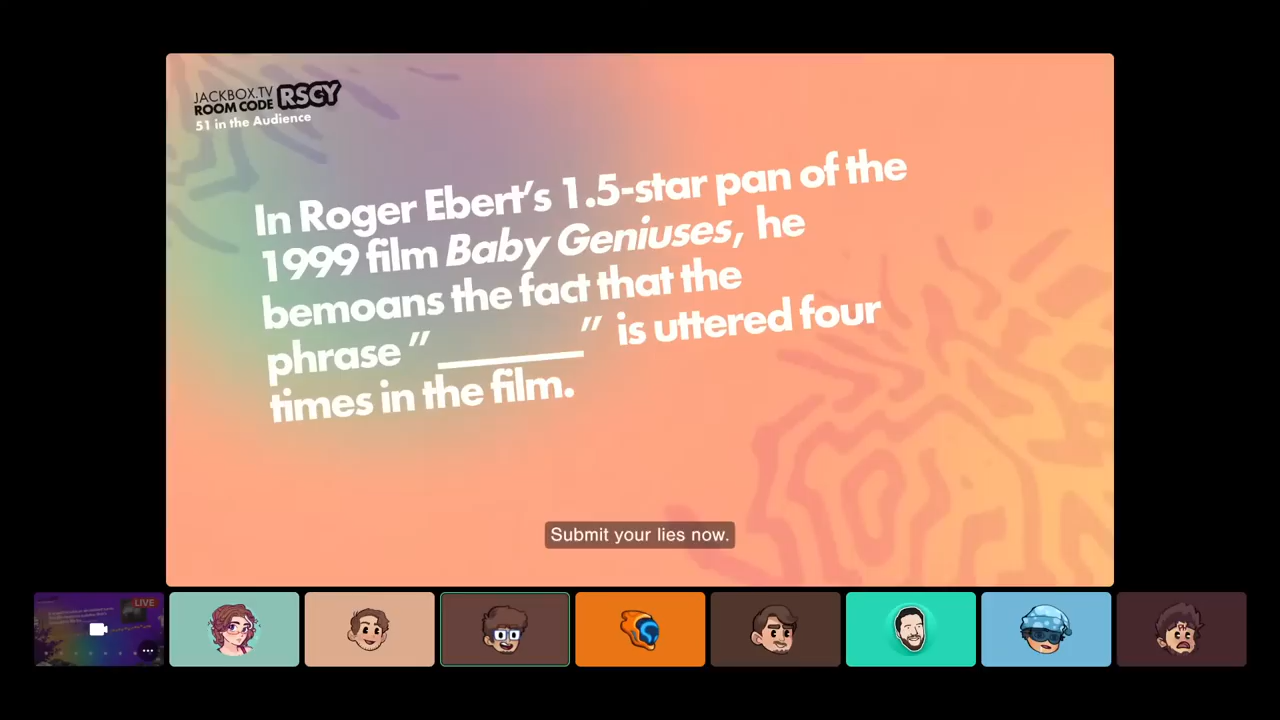 JACKBOX.TV
ROOM CODE RSCY
51 in the Audience
In Roger Ebert's 1.5-star pan of the
1999 film Baby Geniuses, he
bemoans the fact that the
phrase "______" is uttered four
times in the film.
Submit your lies now.
LIVE